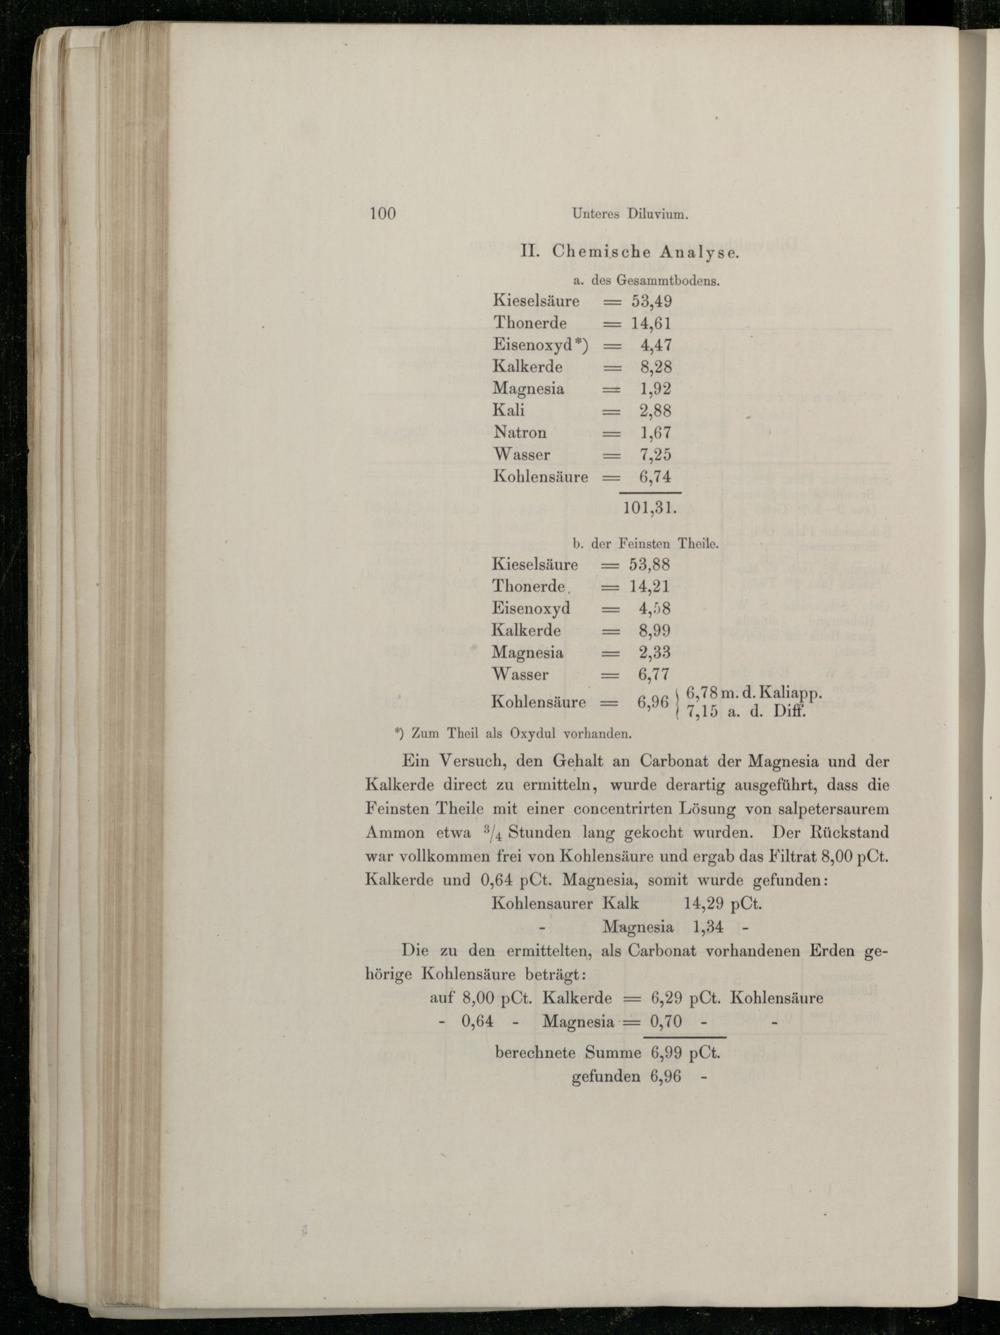 100 Unteres Diluvium.
II. Chemische Analyse.
a. des Gesammtbodens.
Kieselsäure = 53,49
Thonerde = 14,61
Eisenoxyd*) = 4,47
Kalkerde = 8,28
Magnesia = 1,92
Kali = 2,88
Natron = 1,67
Wasser = 7,25
Kohlensäure = 6,74
101,31.
b. der Feinsten Theile.
Kieselsäure = 53,88
Thonerde = 14,21
Eisenoxyd = 4,58
Kalkerde = 8,99
Magnesia = 2,33
Wasser = 6,77
Kohlensäure = 6,96 { 6,78 m. d. Kaliapp.
7,15 a. d. Diff.
*) Zum Theil als Oxydul vorhanden.
Ein Versuch, den Gehalt an Carbonat der Magnesia und der
Kalkerde direct zu ermitteln, wurde derartig ausgeführt, dass die
Feinsten Theile mit einer concentrirten Lösung von salpetersaurem
Ammon etwa 3/4 Stunden lang gekocht wurden. Der Rückstand
war vollkommen frei von Kohlensäure und ergab das Filtrat 8,00 pCt.
Kalkerde und 0,64 pCt. Magnesia, somit wurde gefunden:
Kohlensaurer Kalk 14,29 pCt.
- Magnesia 1,34 -
Die zu den ermittelten, als Carbonat vorhandenen Erden ge-
hörige Kohlensäure beträgt:
auf 8,00 pCt. Kalkerde = 6,29 pCt. Kohlensäure
- 0,64 - Magnesia = 0,70 - -
berechnete Summe 6,99 pCt.
gefunden 6,96 -